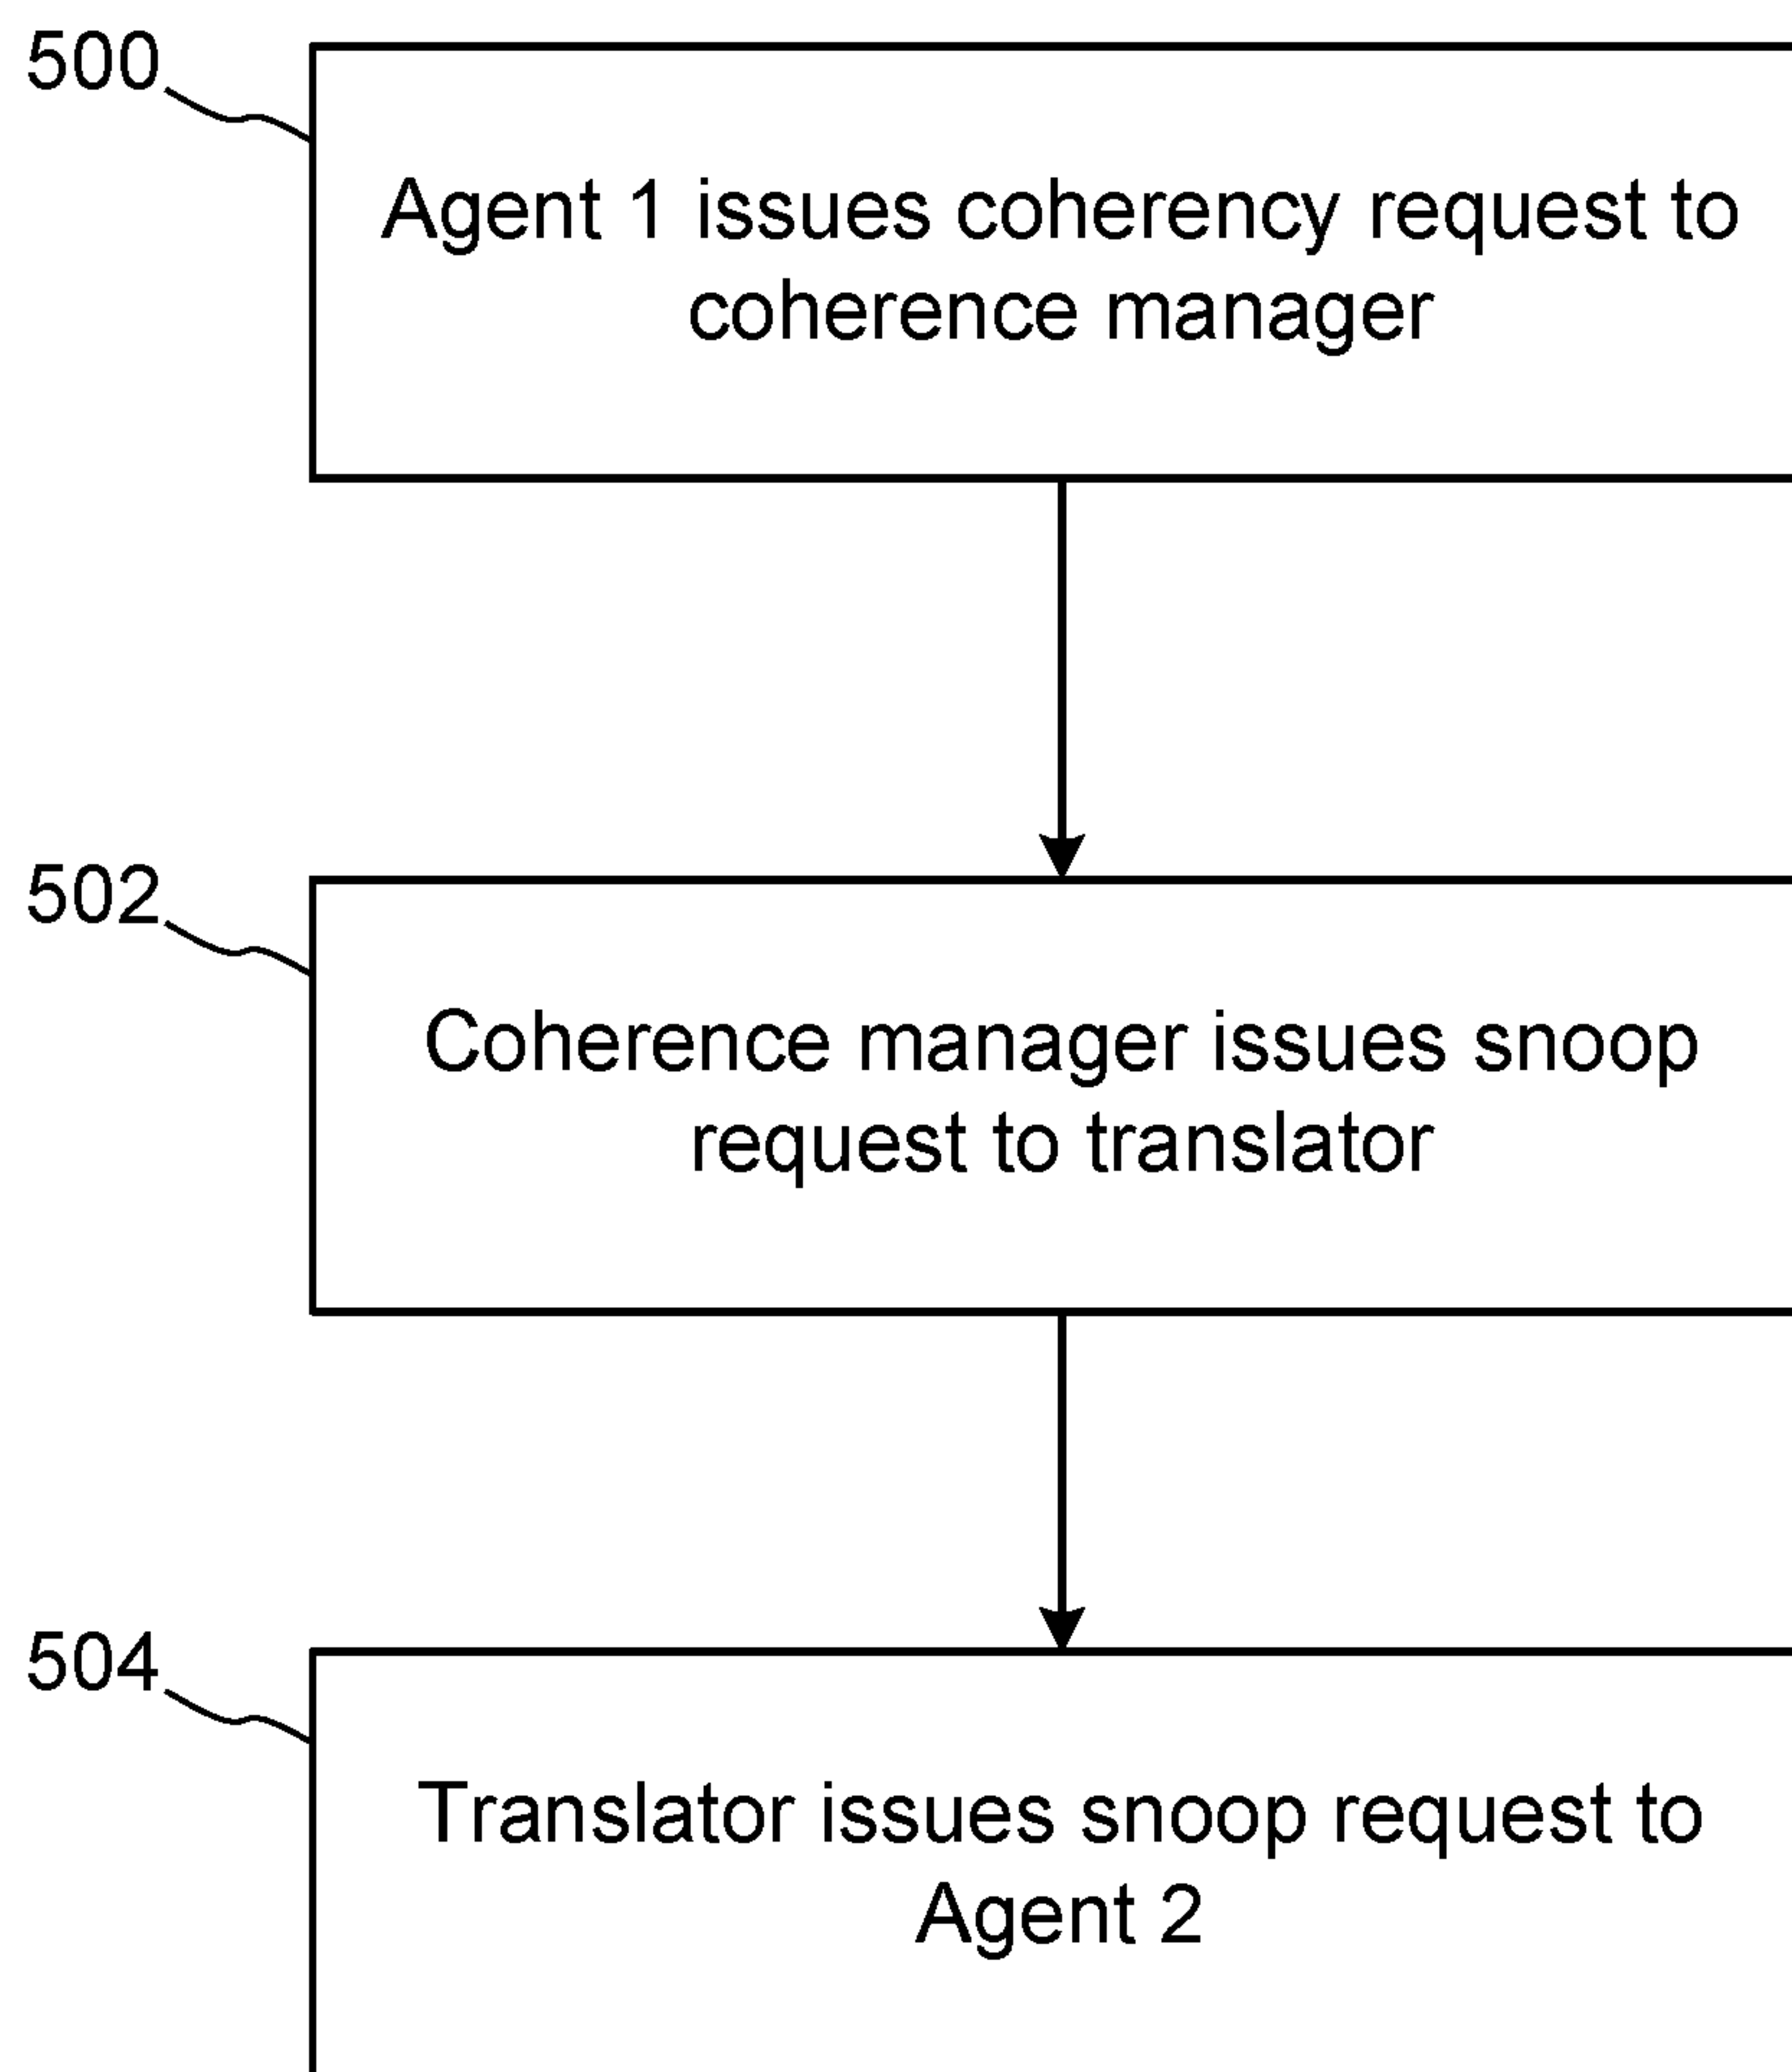 500
Agent 1 issues coherency request to
coherence manager
502
Coherence manager issues snoop
request to translator
504
Translator issues snoop request to
Agent 2